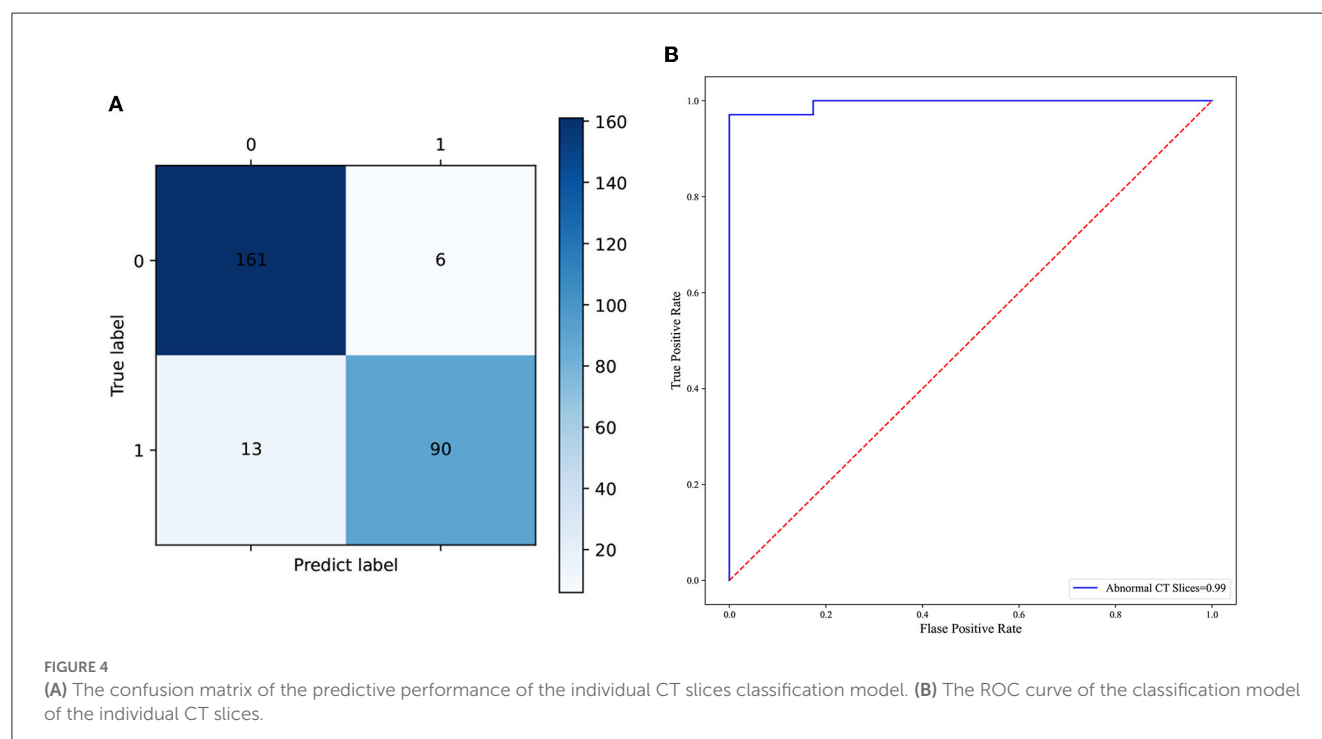 A
0 1
0 161 6
1 13 90
True label
Predict label
160
140
120
100
80
60
40
20
B
1.0
0.8
0.6
0.4
0.2
0.0
True Positive Rate
0.0 0.2 0.4 0.6 0.8 1.0
Flase Positive Rate
Abnormal CT Slices=0.99
FIGURE 4
(A) The confusion matrix of the predictive performance of the individual CT slices classification model. (B) The ROC curve of the classification model
of the individual CT slices.